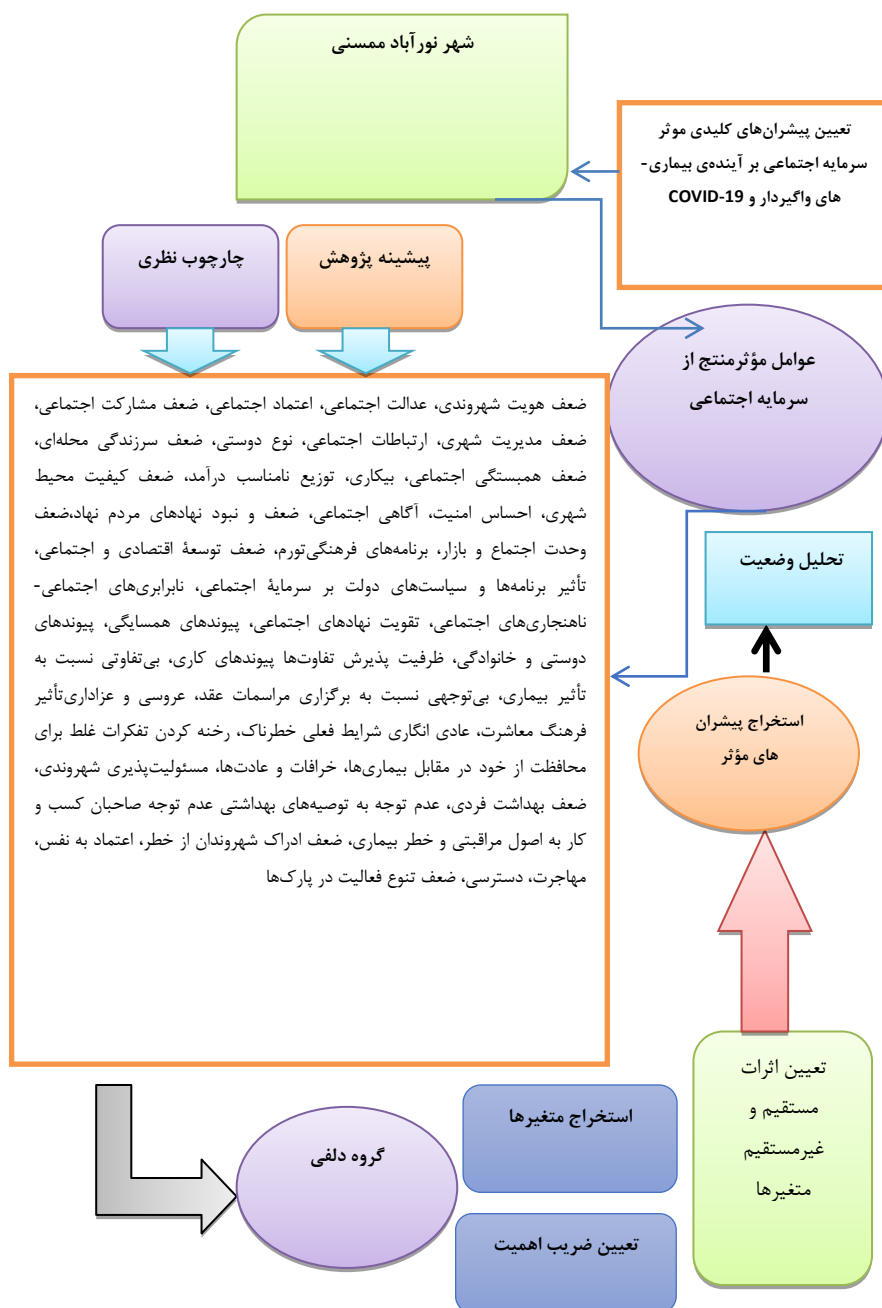 شهر نورآباد ممسنی
تعیین پیشران‌های کلیدی موثر
سرمایه اجتماعی بر آینده‌ی بیماری-
های واگیردار و COVID-19
پیشینه پژوهش
چارچوب نظری
عوامل مؤثرمنتج از
سرمایه اجتماعی
ضعف هویت شهروندی، عدالت اجتماعی، اعتماد اجتماعی، ضعف مشارکت اجتماعی،
ضعف مدیریت شهری، ارتباطات اجتماعی، نوع دوستی، ضعف سرزندگی محله‌ای،
ضعف همبستگی اجتماعی، بیکاری، توزیع نامناسب درآمد، ضعف کیفیت محیط
شهری، احساس امنیت، آگاهی اجتماعی، ضعف و نبود نهادهای مردم نهاد،ضعف
وحدت اجتماع و بازار، برنامه‌های فرهنگی‌تورم، ضعف توسعۀ اقتصادی و اجتماعی،
تأثیر برنامه‌ها و سیاست‌های دولت بر سرمایۀ اجتماعی، نابرابری‌های اجتماعی-
ناهنجاری‌های اجتماعی، تقویت نهادهای اجتماعی، پیوندهای همسایگی، پیوندهای
دوستی و خانوادگی، ظرفیت پذیرش تفاوت‌ها پیوندهای کاری، بی‌تفاوتی نسبت به
تأثیر بیماری، بی‌توجهی نسبت به برگزاری مراسمات عقد، عروسی و عزاداری‌تأثیر
فرهنگ معاشرت، عادی انگاری شرایط فعلی خطرناک، رخنه کردن تفکرات غلط برای
محافظت از خود در مقابل بیماری‌ها، خرافات و عادت‌ها، مسئولیت‌پذیری شهروندی،
ضعف بهداشت فردی، عدم توجه به توصیه‌های بهداشتی عدم توجه صاحبان کسب و
کار به اصول مراقبتی و خطر بیماری، ضعف ادراک شهروندان از خطر، اعتماد به نفس،
مهاجرت، دسترسی، ضعف تنوع فعالیت در پارک‌ها
تحلیل وضعیت
استخراج پیشران
های مؤثر
تعیین اثرات
مستقیم و
غیرمستقیم
متغیرها
استخراج متغیرها
گروه دلفی
تعیین ضریب اهمیت